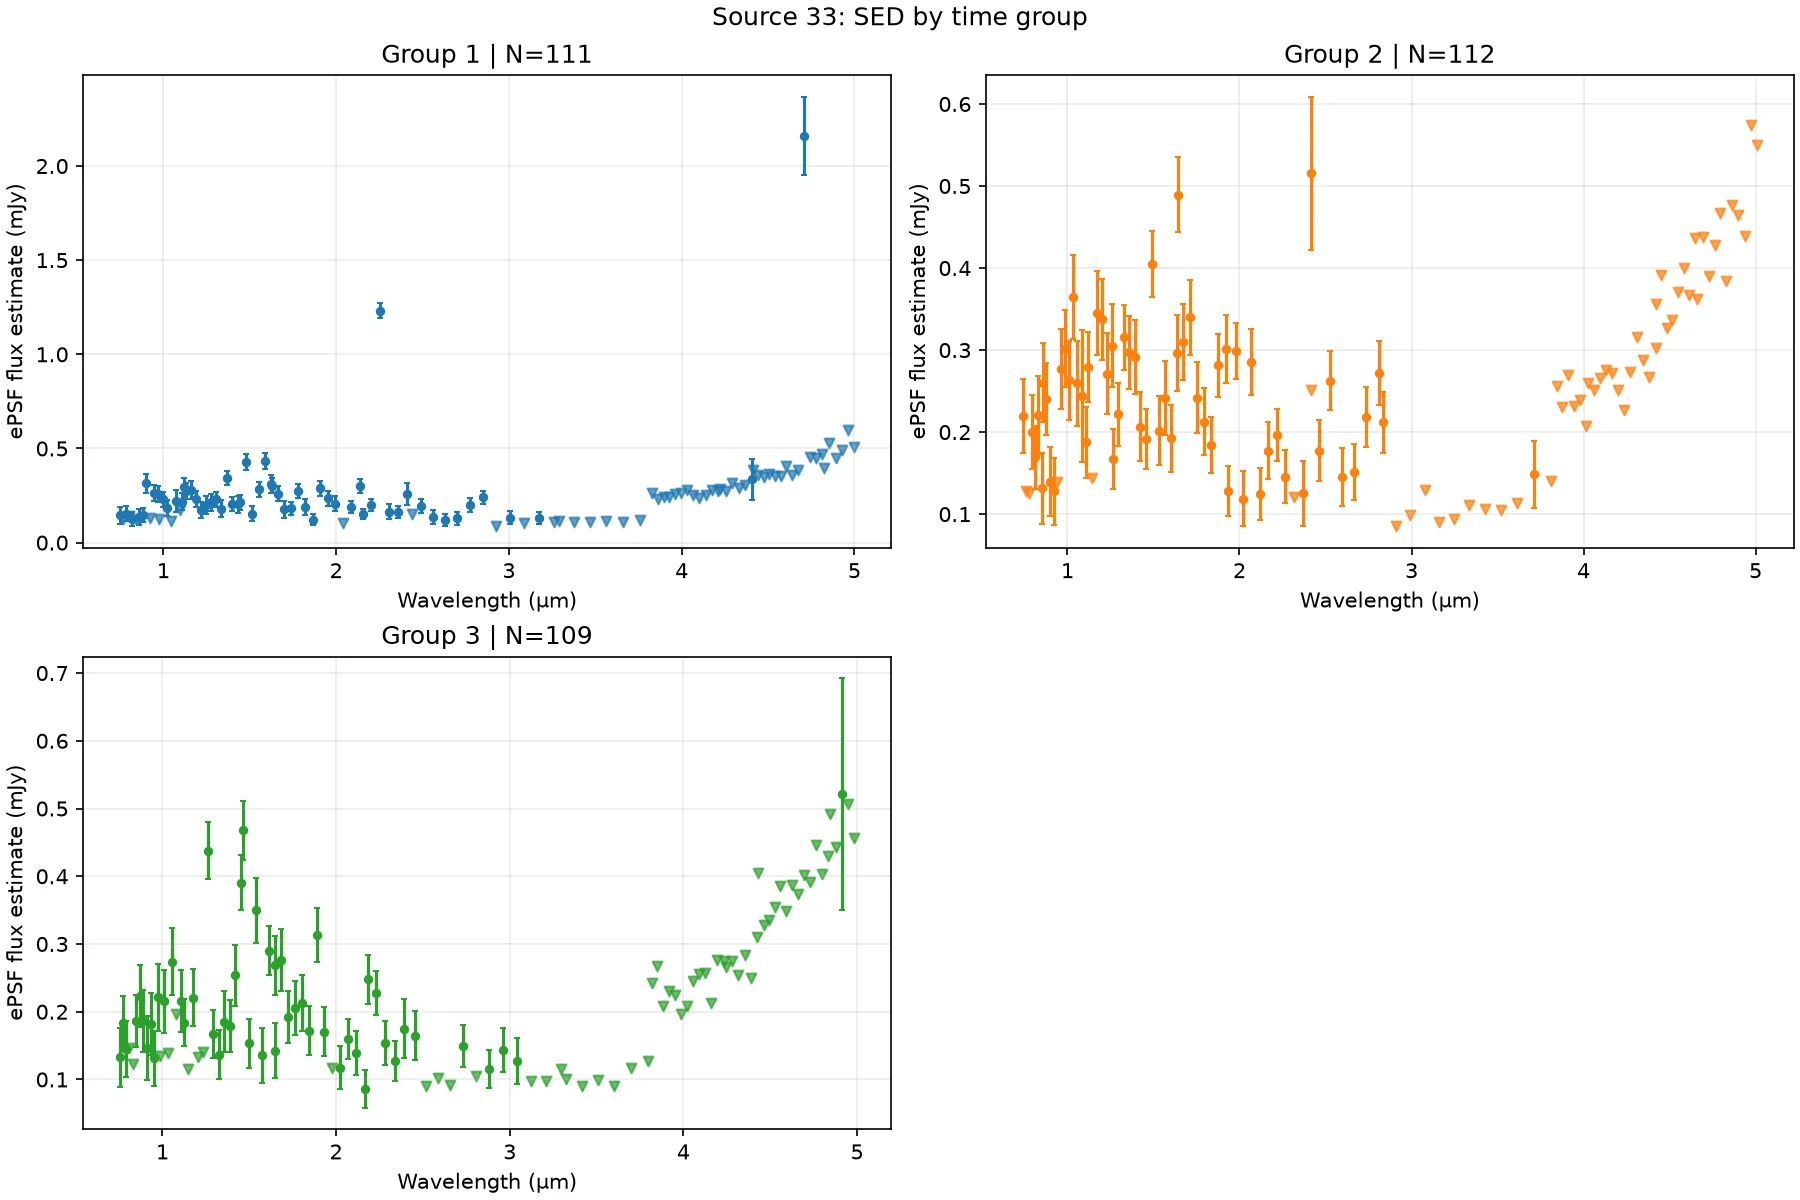 Source 33: SED by time group
Group 1 | N=111
ePSF flux estimate (mJy)
2.0
1.5
1.0
0.5
0.0
1 2 3 4 5
Wavelength (µm)
Group 2 | N=112
ePSF flux estimate (mJy)
0.6
0.5
0.4
0.3
0.2
0.1
1 2 3 4 5
Wavelength (µm)
Group 3 | N=109
ePSF flux estimate (mJy)
0.7
0.6
0.5
0.4
0.3
0.2
0.1
1 2 3 4 5
Wavelength (µm)